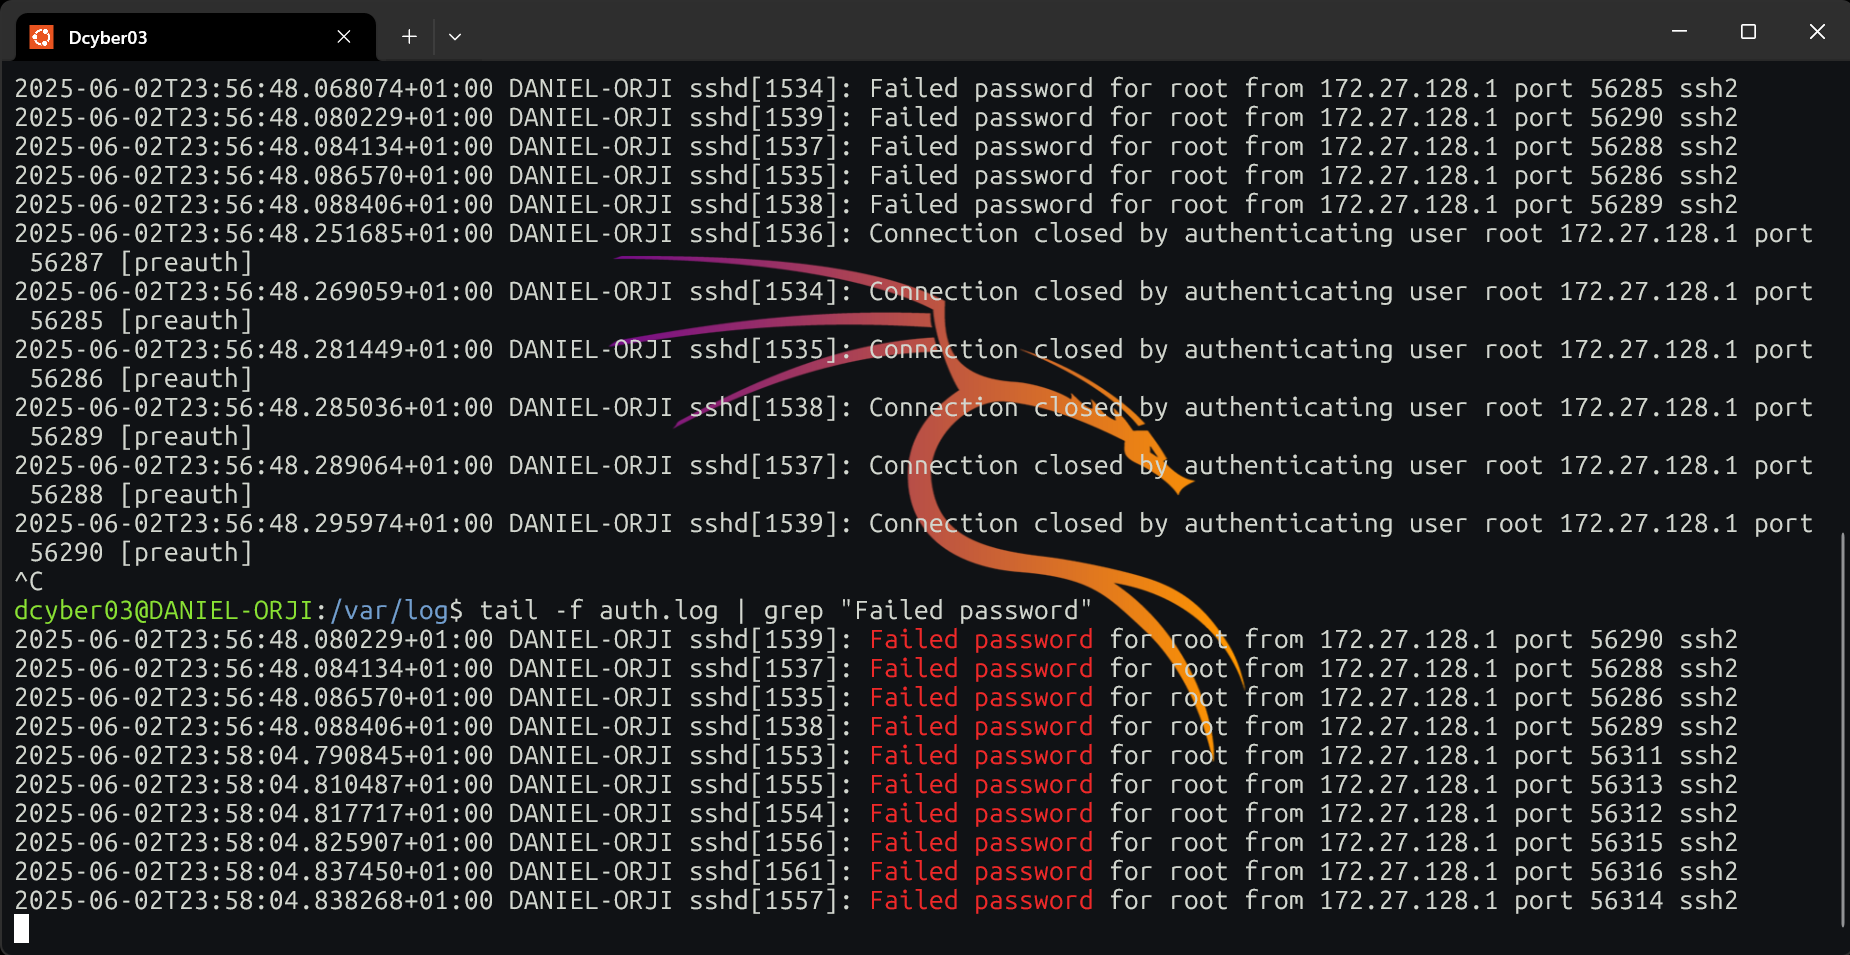 Dcyber03
2025-06-02T23:56:48.068074+01:00 DANIEL-ORJI sshd[1534]: Failed password for root from 172.27.128.1 port 56285 ssh2
2025-06-02T23:56:48.080229+01:00 DANIEL-ORJI sshd[1539]: Failed password for root from 172.27.128.1 port 56290 ssh2
2025-06-02T23:56:48.084134+01:00 DANIEL-ORJI sshd[1537]: Failed password for root from 172.27.128.1 port 56288 ssh2
2025-06-02T23:56:48.086570+01:00 DANIEL-ORJI sshd[1535]: Failed password for root from 172.27.128.1 port 56286 ssh2
2025-06-02T23:56:48.088406+01:00 DANIEL-ORJI sshd[1538]: Failed password for root from 172.27.128.1 port 56289 ssh2
2025-06-02T23:56:48.251685+01:00 DANIEL-ORJI sshd[1536]: Connection closed by authenticating user root 172.27.128.1 port
 56287 [preauth]
2025-06-02T23:56:48.269059+01:00 DANIEL-ORJI sshd[1534]: Connection closed by authenticating user root 172.27.128.1 port
 56285 [preauth]
2025-06-02T23:56:48.281449+01:00 DANIEL-ORJI sshd[1535]: Connection closed by authenticating user root 172.27.128.1 port
 56286 [preauth]
2025-06-02T23:56:48.285036+01:00 DANIEL-ORJI sshd[1538]: Connection closed by authenticating user root 172.27.128.1 port
 56289 [preauth]
2025-06-02T23:56:48.289064+01:00 DANIEL-ORJI sshd[1537]: Connection closed by authenticating user root 172.27.128.1 port
 56288 [preauth]
2025-06-02T23:56:48.295974+01:00 DANIEL-ORJI sshd[1539]: Connection closed by authenticating user root 172.27.128.1 port
 56290 [preauth]
^C
dcyber03@DANIEL-ORJI:/var/log$ tail -f auth.log | grep "Failed password"
2025-06-02T23:56:48.080229+01:00 DANIEL-ORJI sshd[1539]: Failed password for root from 172.27.128.1 port 56290 ssh2
2025-06-02T23:56:48.084134+01:00 DANIEL-ORJI sshd[1537]: Failed password for root from 172.27.128.1 port 56288 ssh2
2025-06-02T23:56:48.086570+01:00 DANIEL-ORJI sshd[1535]: Failed password for root from 172.27.128.1 port 56286 ssh2
2025-06-02T23:56:48.088406+01:00 DANIEL-ORJI sshd[1538]: Failed password for root from 172.27.128.1 port 56289 ssh2
2025-06-02T23:58:04.790845+01:00 DANIEL-ORJI sshd[1553]: Failed password for root from 172.27.128.1 port 56311 ssh2
2025-06-02T23:58:04.810487+01:00 DANIEL-ORJI sshd[1555]: Failed password for root from 172.27.128.1 port 56313 ssh2
2025-06-02T23:58:04.817717+01:00 DANIEL-ORJI sshd[1554]: Failed password for root from 172.27.128.1 port 56312 ssh2
2025-06-02T23:58:04.825907+01:00 DANIEL-ORJI sshd[1556]: Failed password for root from 172.27.128.1 port 56315 ssh2
2025-06-02T23:58:04.837450+01:00 DANIEL-ORJI sshd[1561]: Failed password for root from 172.27.128.1 port 56316 ssh2
2025-06-02T23:58:04.838268+01:00 DANIEL-ORJI sshd[1557]: Failed password for root from 172.27.128.1 port 56314 ssh2